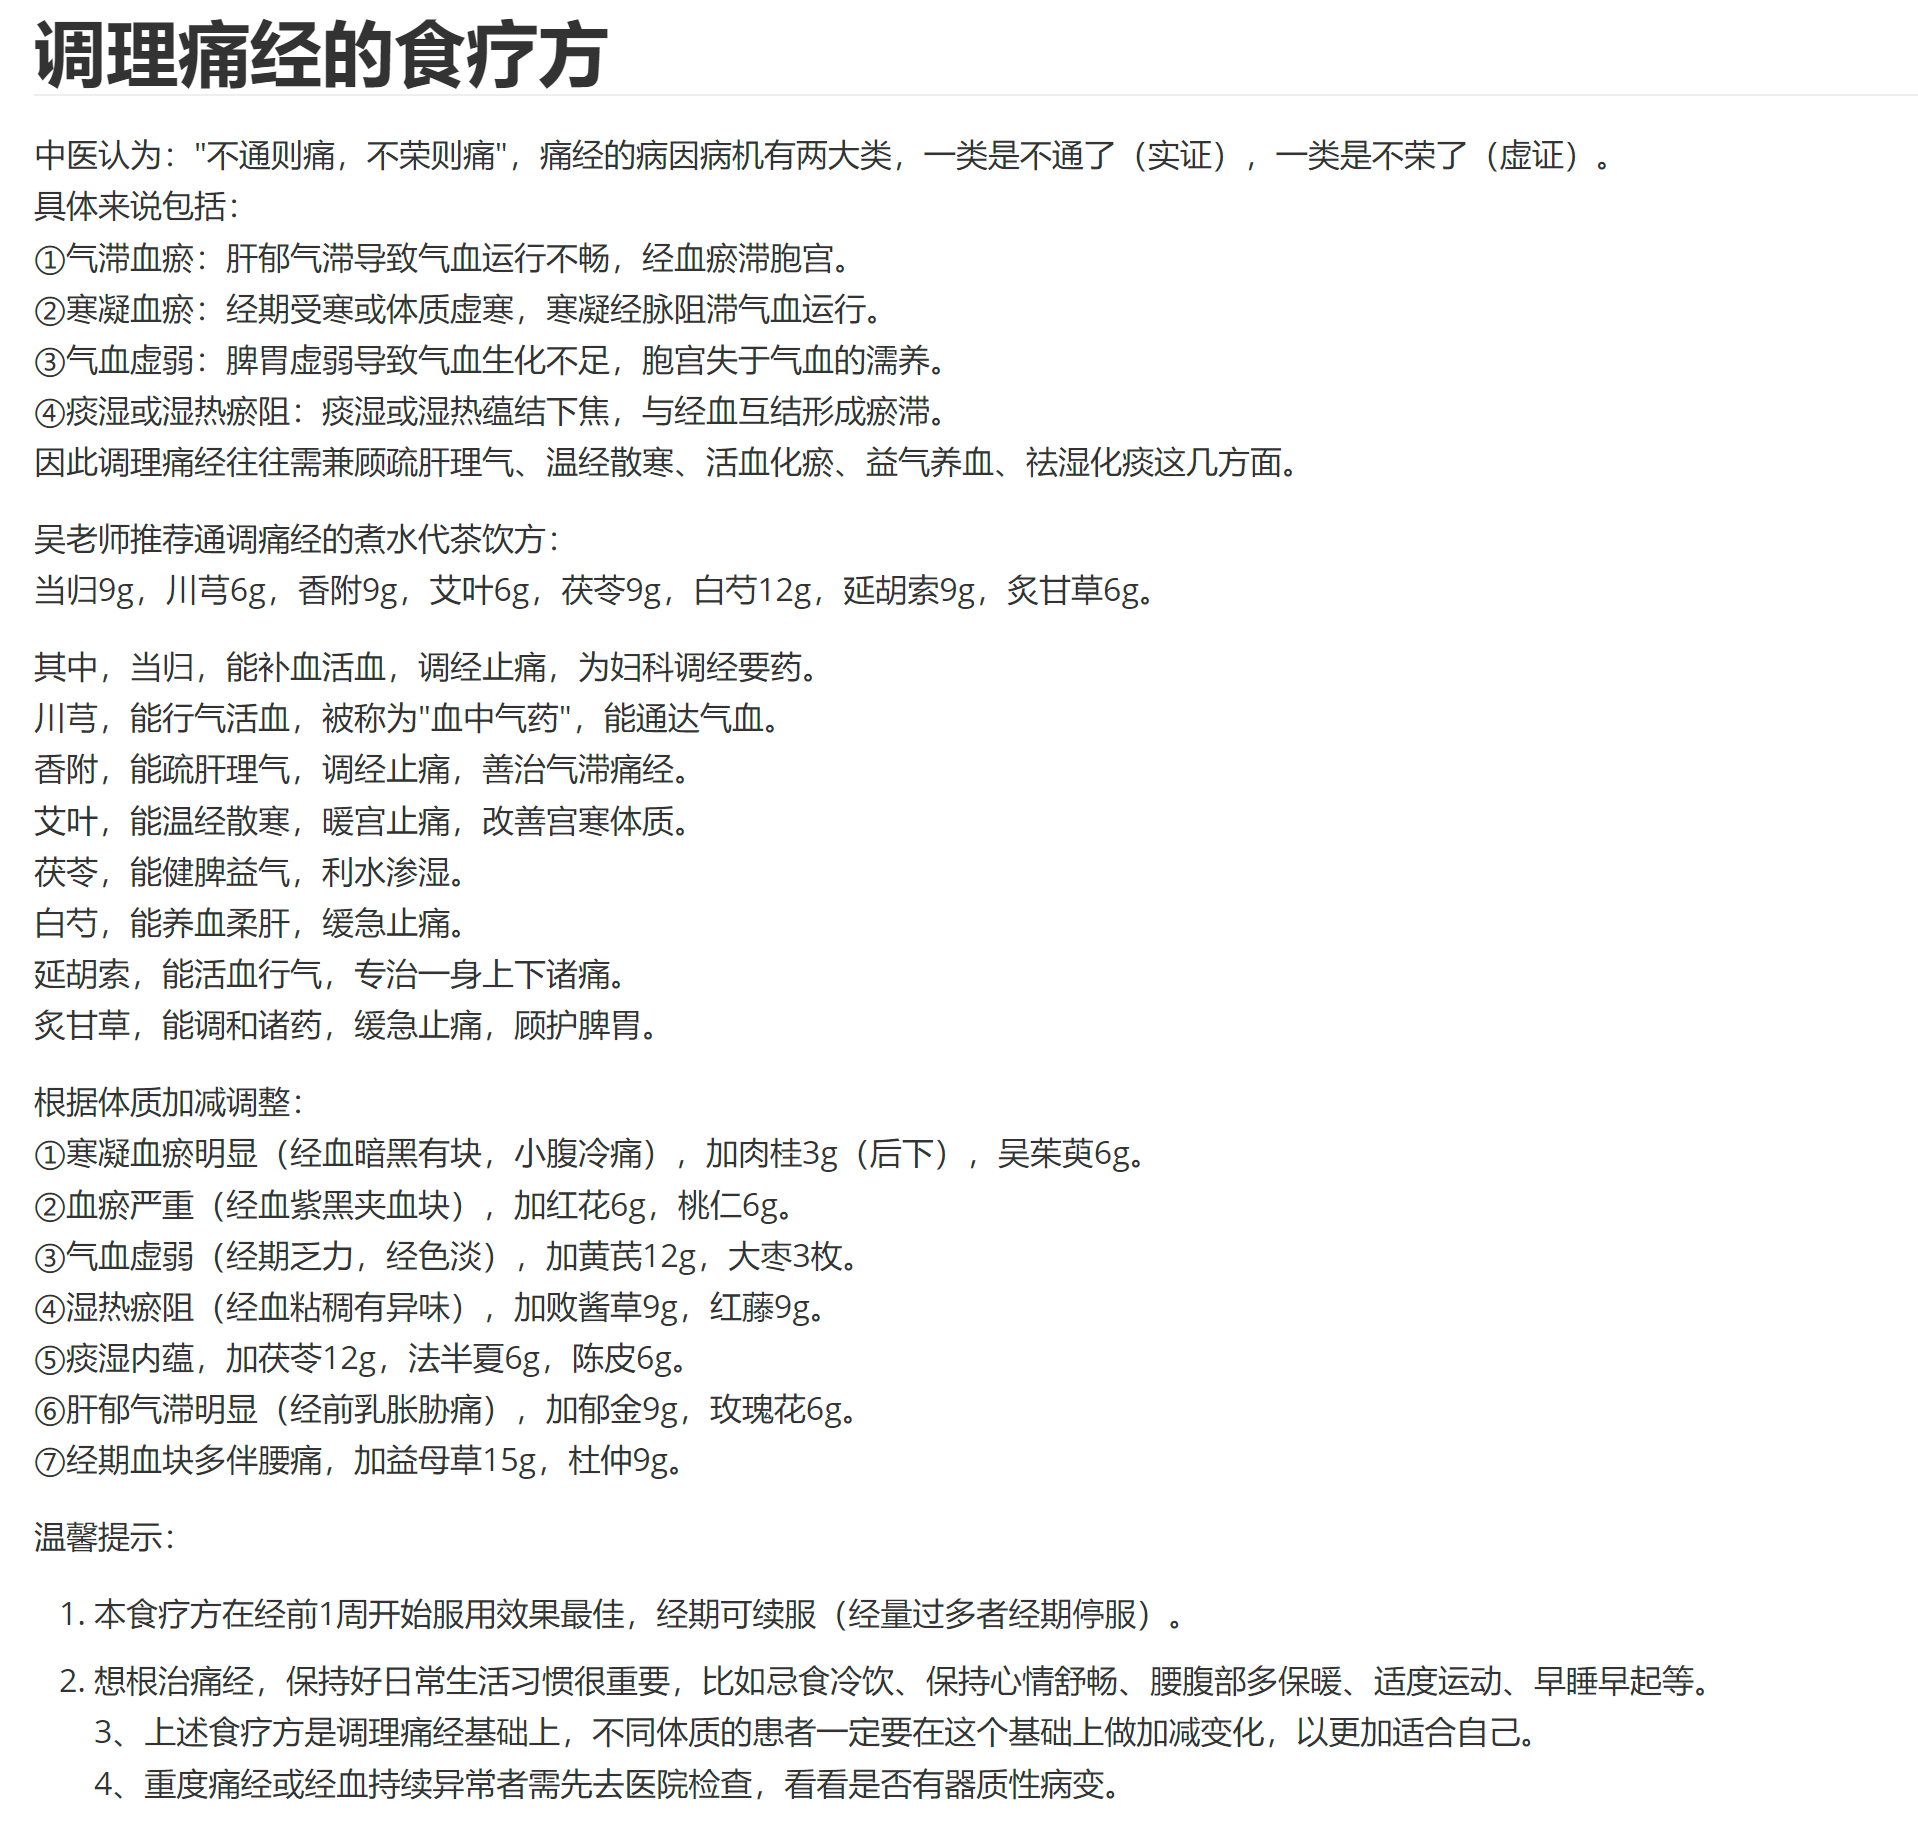 调理痛经的食疗方
中医认为："不通则痛，不荣则痛"，痛经的病因病机有两大类，一类是不通了（实证），一类是不荣了（虚证）。
具体来说包括：
①气滞血瘀：肝郁气滞导致气血运行不畅，经血瘀滞胞宫。
②寒凝血瘀：经期受寒或体质虚寒，寒凝经脉阻滞气血运行。
③气血虚弱：脾胃虚弱导致气血生化不足，胞宫失于气血的濡养。
④痰湿或湿热瘀阻：痰湿或湿热蕴结下焦，与经血互结形成瘀滞。
因此调理痛经往往需兼顾疏肝理气、温经散寒、活血化瘀、益气养血、祛湿化痰这几方面。
吴老师推荐通调痛经的煮水代茶饮方：
当归9g，川芎6g，香附9g，艾叶6g，茯苓9g，白芍12g，延胡索9g，炙甘草6g。
其中，当归，能补血活血，调经止痛，为妇科调经要药。
川芎，能行气活血，被称为"血中气药"，能通达气血。
香附，能疏肝理气，调经止痛，善治气滞痛经。
艾叶，能温经散寒，暖宫止痛，改善宫寒体质。
茯苓，能健脾益气，利水渗湿。
白芍，能养血柔肝，缓急止痛。
延胡索，能活血行气，专治一身上下诸痛。
炙甘草，能调和诸药，缓急止痛，顾护脾胃。
根据体质加减调整：
①寒凝血瘀明显（经血暗黑有块，小腹冷痛），加肉桂3g（后下），吴茱萸6g。
②血瘀严重（经血紫黑夹血块），加红花6g，桃仁6g。
③气血虚弱（经期乏力，经色淡），加黄芪12g，大枣3枚。
④湿热瘀阻（经血粘稠有异味），加败酱草9g，红藤9g。
⑤痰湿内蕴，加茯苓12g，法半夏6g，陈皮6g。
⑥肝郁气滞明显（经前乳胀胁痛），加郁金9g，玫瑰花6g。
⑦经期血块多伴腰痛，加益母草15g，杜仲9g。
温馨提示：
1. 本食疗方在经前1周开始服用效果最佳，经期可续服（经量过多者经期停服）。
2. 想根治痛经，保持好日常生活习惯很重要，比如忌食冷饮、保持心情舒畅、腰腹部多保暖、适度运动、早睡早起等。
3、上述食疗方是调理痛经基础上，不同体质的患者一定要在这个基础上做加减变化，以更加适合自己。
4、重度痛经或经血持续异常者需先去医院检查，看看是否有器质性病变。